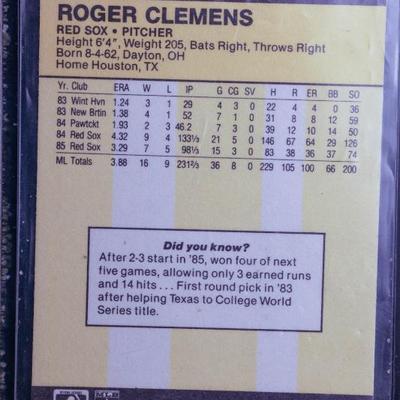 ROGER CLEMENS
RED SOX • PITCHER
Height 6'4", Weight 205, Bats Right, Throws Right
Born 8-4-62, Dayton, OH
Home Houston, TX
Yr. Club ERA W L IP G CG SV H R ER BB SO
83 Wint Hvn 1.24 3 1 29 4 3 0 22 4 4 0 36
83 New Brtin 1.38 4 1 52 7 1 0 31 8 8 12 59
84 Pawtckt 1.93 2 3 46.2 7 3 0 39 12 10 14 50
84 Red Sox 4.32 9 4 133⅓ 21 5 0 146 67 64 29 126
85 Red Sox 3.29 7 5 98⅓ 15 3 0 83 38 36 37 74
ML Totals 3.88 16 9 231⅔ 36 8 0 229 105 100 66 200
Did you know?
After 2-3 start in '85, won four of next
five games, allowing only 3 earned runs
and 14 hits . . . First round pick in '83
after helping Texas to College World
Series title.